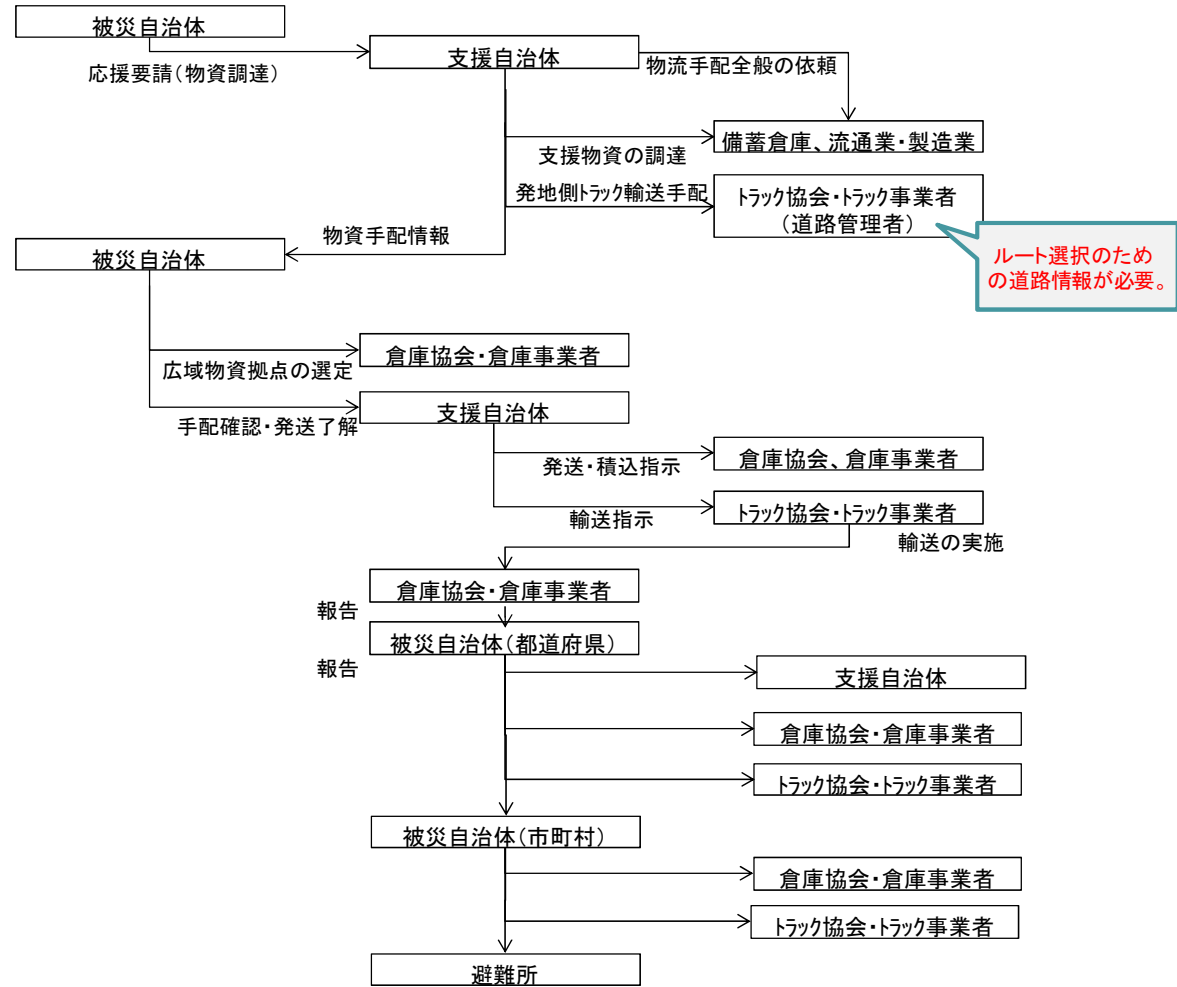 被災自治体
応援要請(物資調達)
支援自治体
物流手配全般の依頼
備蓄倉庫、流通業・製造業
支援物資の調達
発地側トラック輸送手配
トラック協会・トラック事業者
(道路管理者)
ルート選択のため
の道路情報が必要。
物資手配情報
被災自治体
広域物資拠点の選定
倉庫協会・倉庫事業者
手配確認・発送了解
支援自治体
発送・積込指示
倉庫協会、倉庫事業者
輸送指示
トラック協会・トラック事業者
輸送の実施
倉庫協会・倉庫事業者
報告
被災自治体(都道府県)
報告
支援自治体
倉庫協会・倉庫事業者
トラック協会・トラック事業者
被災自治体(市町村)
倉庫協会・倉庫事業者
トラック協会・トラック事業者
避難所